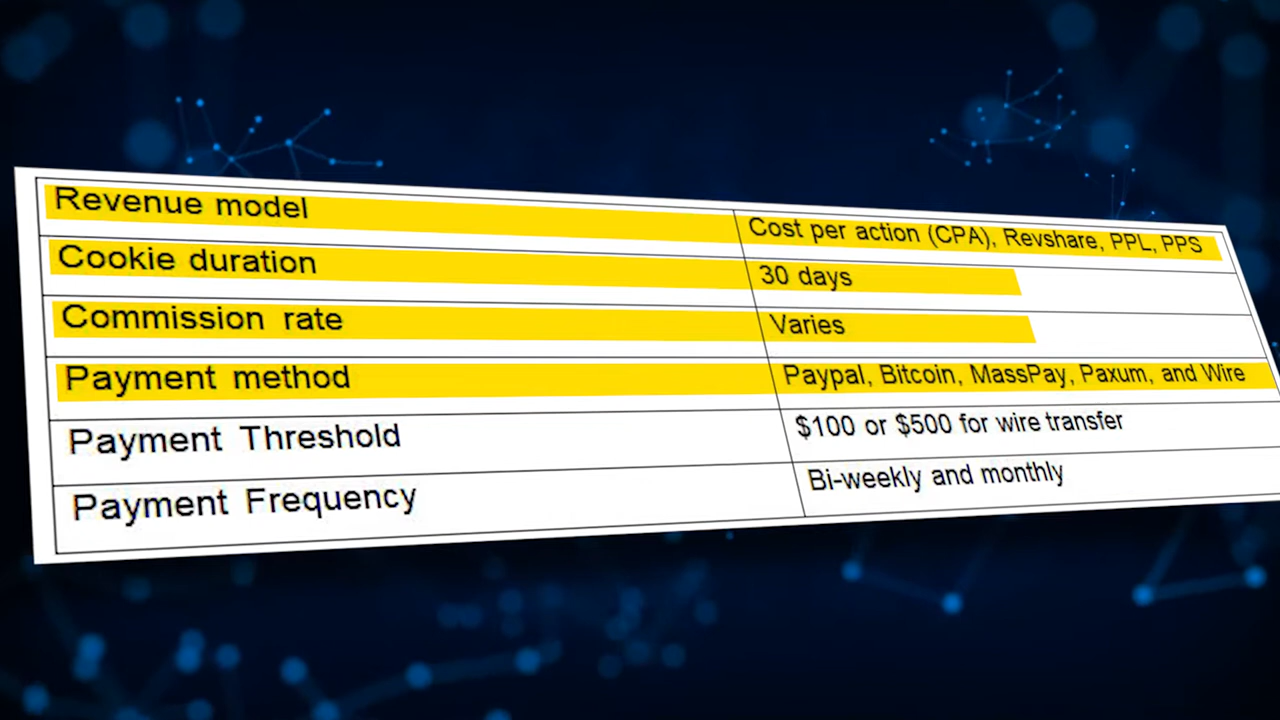 Revenue model Cost per action (CPA), Revshare, PPL, PPS
Cookie duration 30 days
Commission rate Varies
Payment method Paypal, Bitcoin, MassPay, Paxum, and Wire
Payment Threshold $100 or $500 for wire transfer
Payment Frequency Bi-weekly and monthly